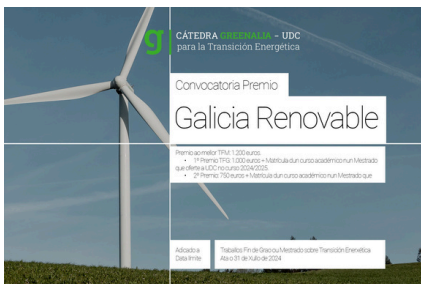 g
CÁTEDRA GREENALIA – UDC
para la Transición Energética
Convocatoria Premio
Galicia Renovable
Premio ao mellor TFM: 1.200 euros.
• 1º Premio TFG: 1.000 euros + Matrícula dun curso académico nun Mestrado
que oferte a UDC no curso 2024/2025.
• 2º Premio: 750 euros + Matrícula dun curso académico nun Mestrado que
Adicado a
Traballos Fin de Grao ou Mestrado sobre Transición Enerxética
Data límite
Ata o 31 de Xullo de 2024